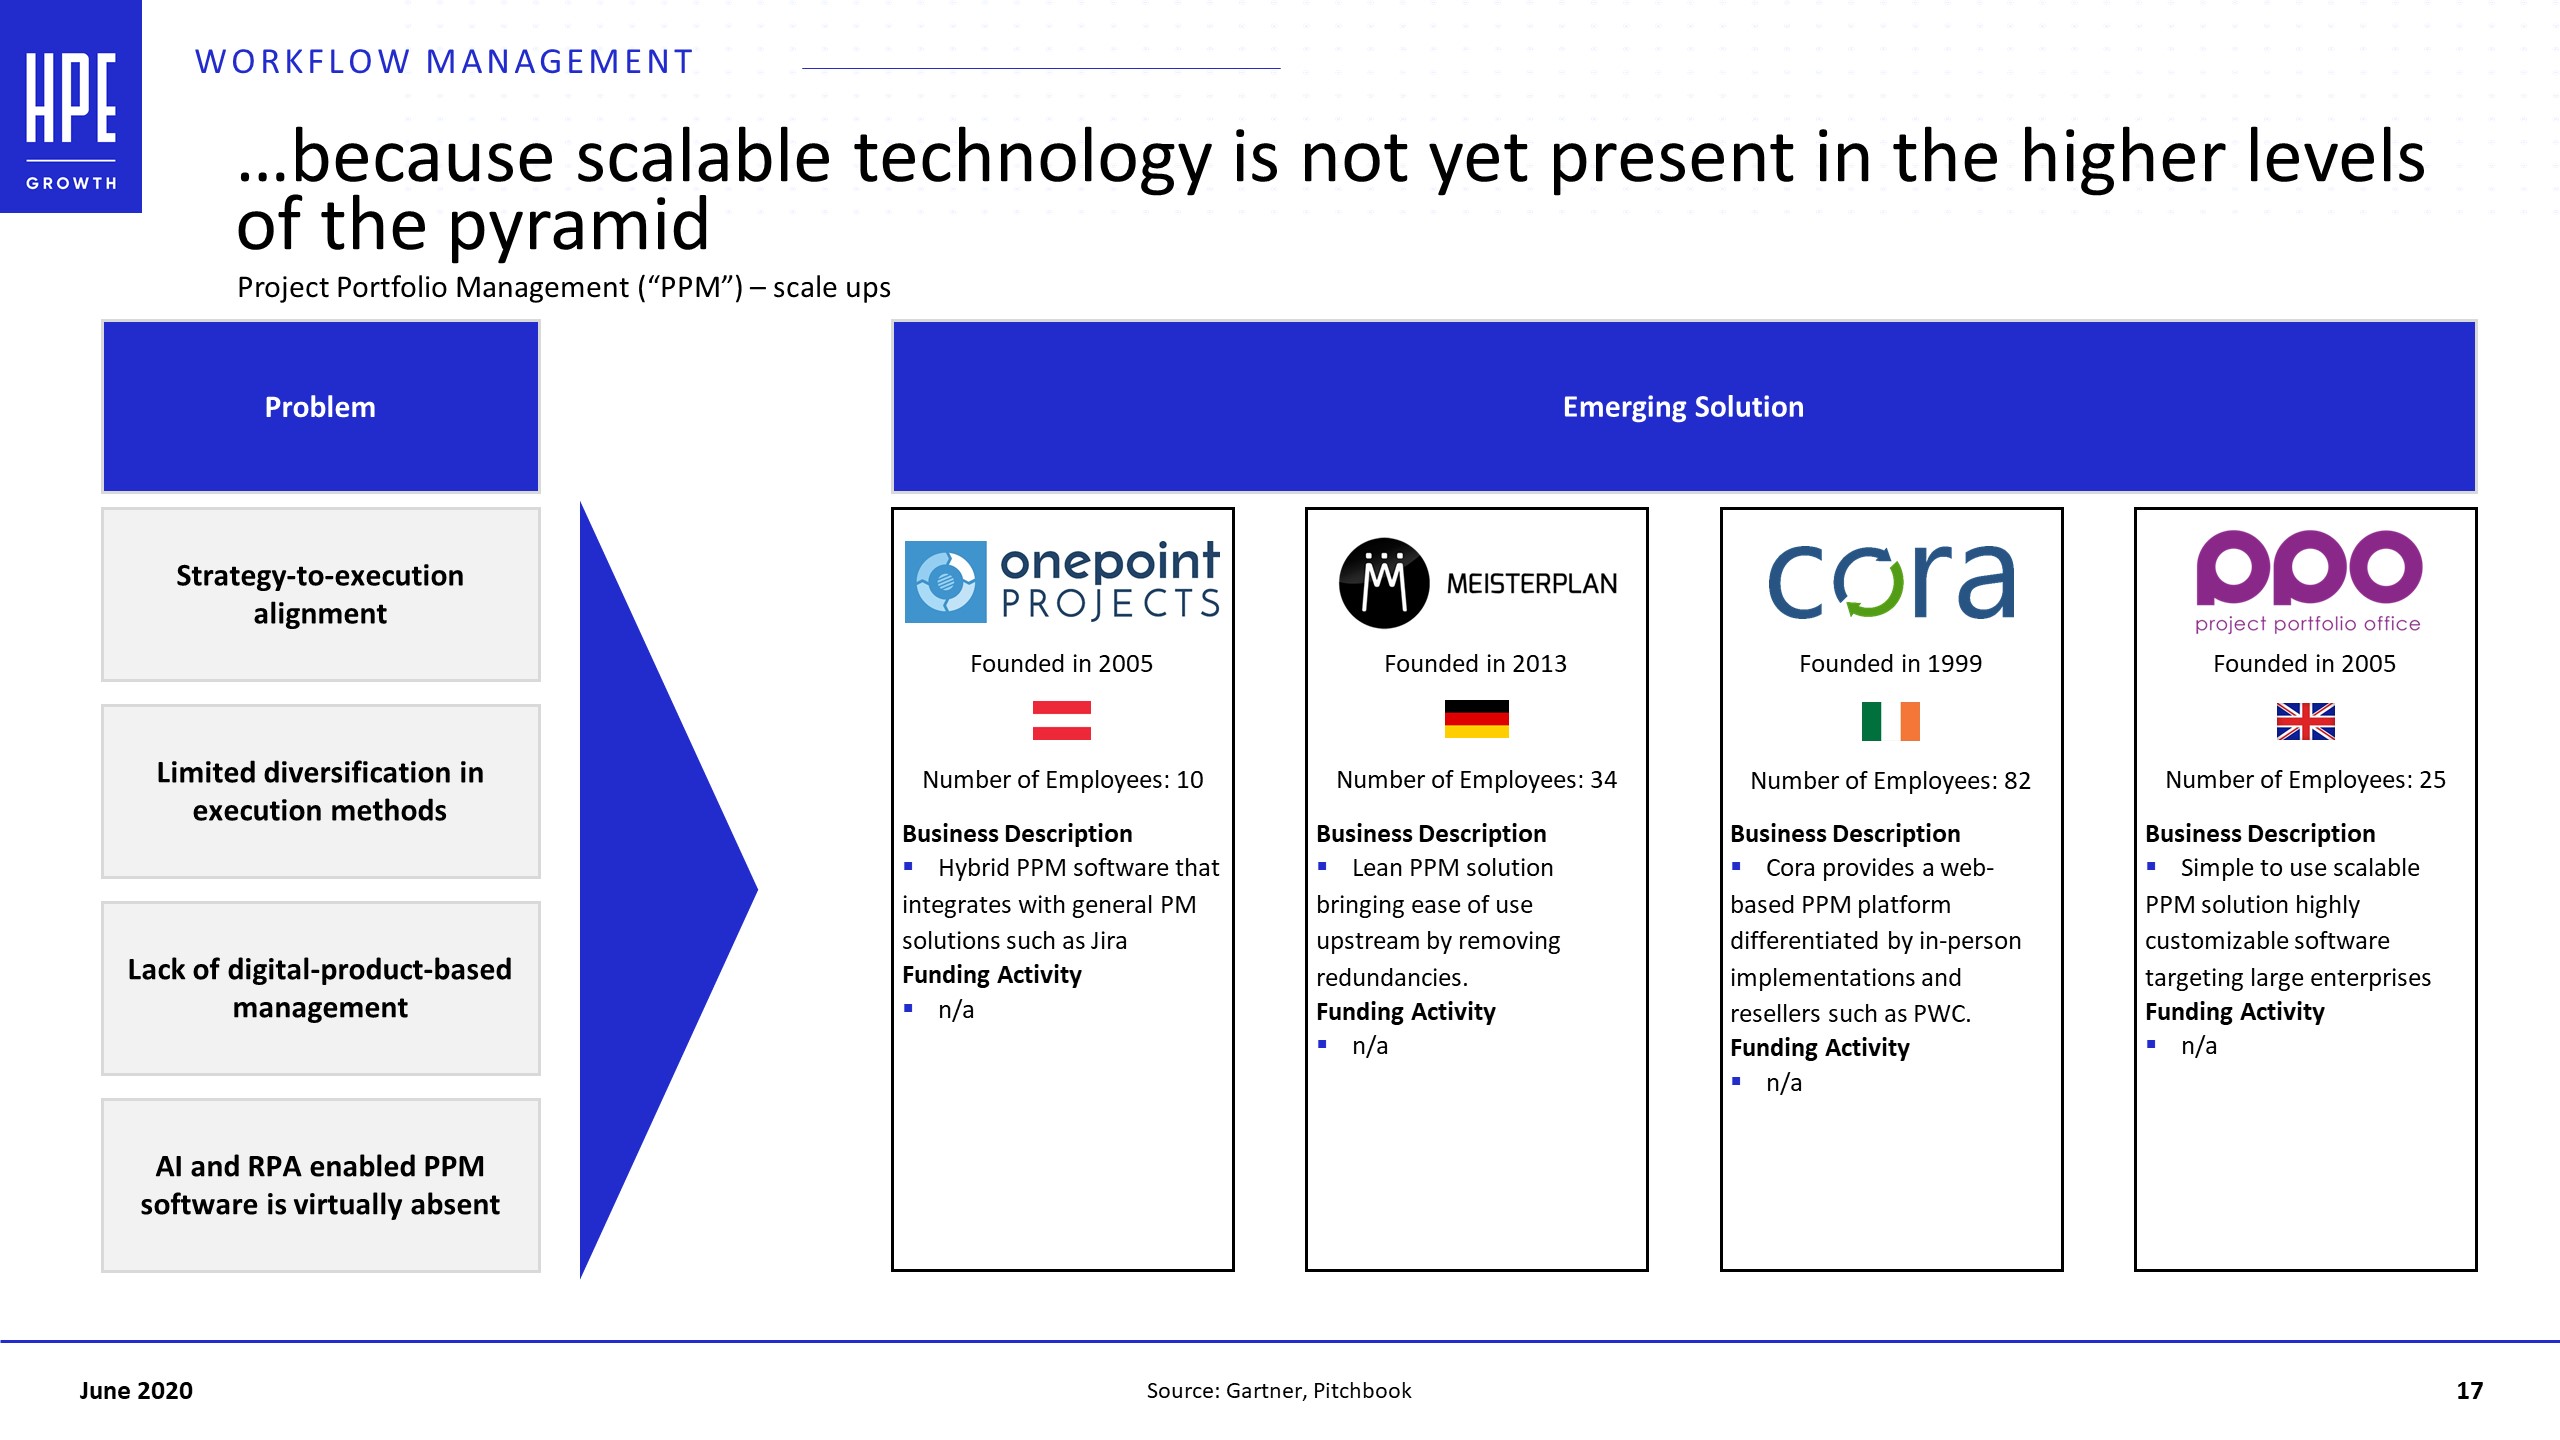 HPE
GROWTH
WORKFLOW MANAGEMENT
...because scalable technology is not yet present in the higher levels
of the pyramid
Project Portfolio Management (“PPM”) – scale ups
Problem
Strategy-to-execution
alignment
Limited diversification in
execution methods
Lack of digital-product-based
management
AI and RPA enabled PPM
software is virtually absent
Emerging Solution
onepoint
PROJECTS
Founded in 2005
Number of Employees: 10
Business Description
▪ Hybrid PPM software that
integrates with general PM
solutions such as Jira
Funding Activity
▪ n/a
MEISTERPLAN
Founded in 2013
Number of Employees: 34
Business Description
▪ Lean PPM solution
bringing ease of use
upstream by removing
redundancies.
Funding Activity
▪ n/a
cora
Founded in 1999
Number of Employees: 82
Business Description
▪ Cora provides a web-
based PPM platform
differentiated by in-person
implementations and
resellers such as PWC.
Funding Activity
▪ n/a
ppo
project portfolio office
Founded in 2005
Number of Employees: 25
Business Description
▪ Simple to use scalable
PPM solution highly
customizable software
targeting large enterprises
Funding Activity
▪ n/a
June 2020
Source: Gartner, Pitchbook
17